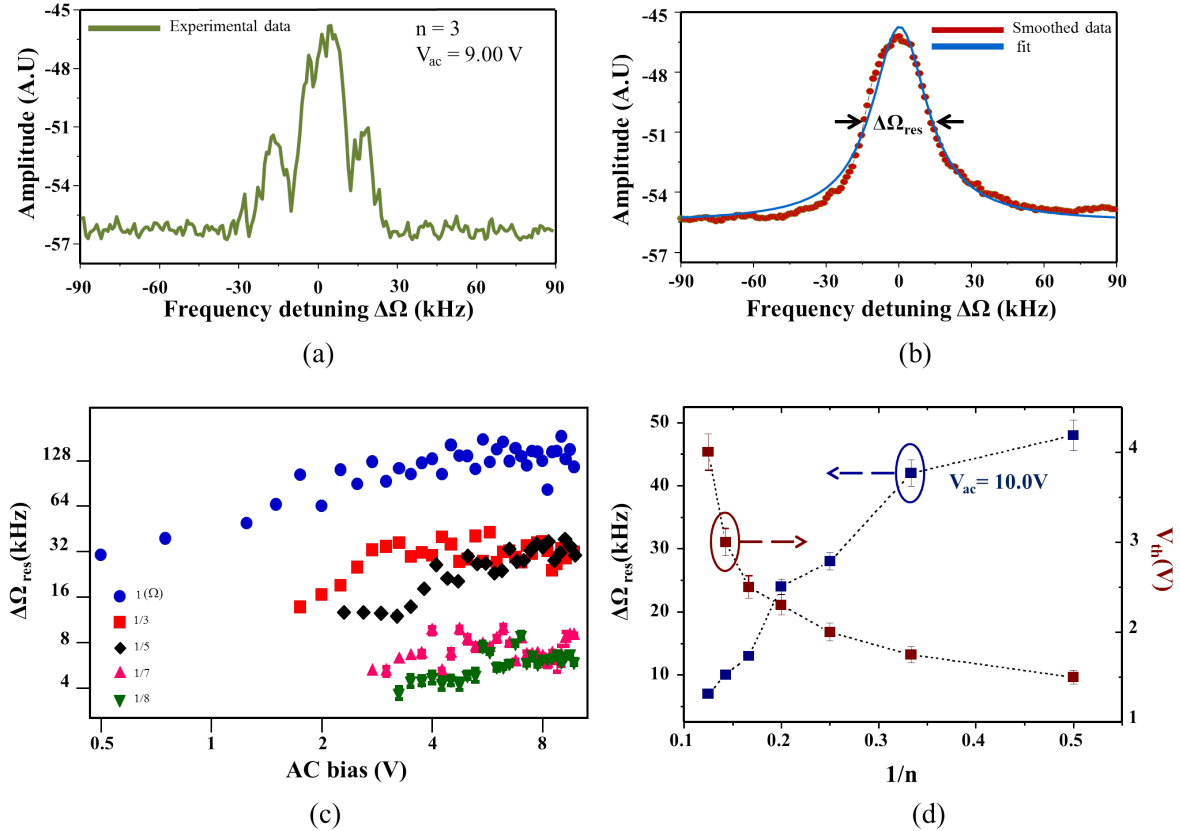 -45
-48
-51
-54
-57
Amplitude (A.U)
Experimental data
n = 3
Vac = 9.00 V
-90
-60
-30
0
30
60
90
Frequency detuning ΔΩ (kHz)
(a)
-45
-48
-51
-54
-57
Amplitude (A.U)
Smoothed data
fit
ΔΩres
-90
-60
-30
0
30
60
90
Frequency detuning ΔΩ (kHz)
(b)
128
64
32
16
8
4
ΔΩres(kHz)
1 (Ω)
1/3
1/5
1/7
1/8
0.5
1
2
4
8
AC bias (V)
(c)
50
40
30
20
10
ΔΩres(kHz)
Vac= 10.0V
4
3
2
1
Vth(V)
0.1
0.2
0.3
0.4
0.5
1/n
(d)